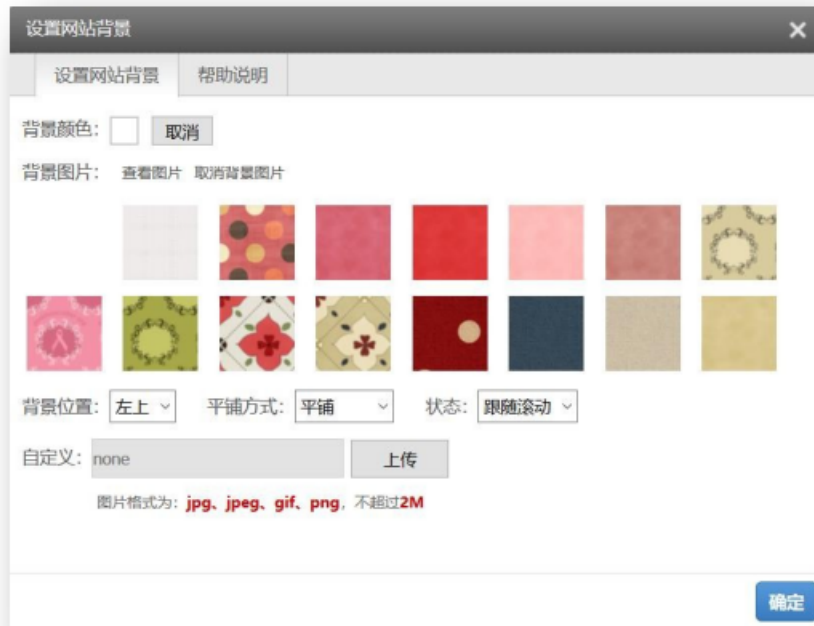 设置网站背景
设置网站背景 帮助说明
背景颜色： 取消
背景图片： 查看图片 取消背景图片
背景位置： 左上 平铺方式： 平铺 状态： 跟随滚动
自定义： none 上传
图片格式为：jpg、jpeg、gif、png，不超过2M
确定